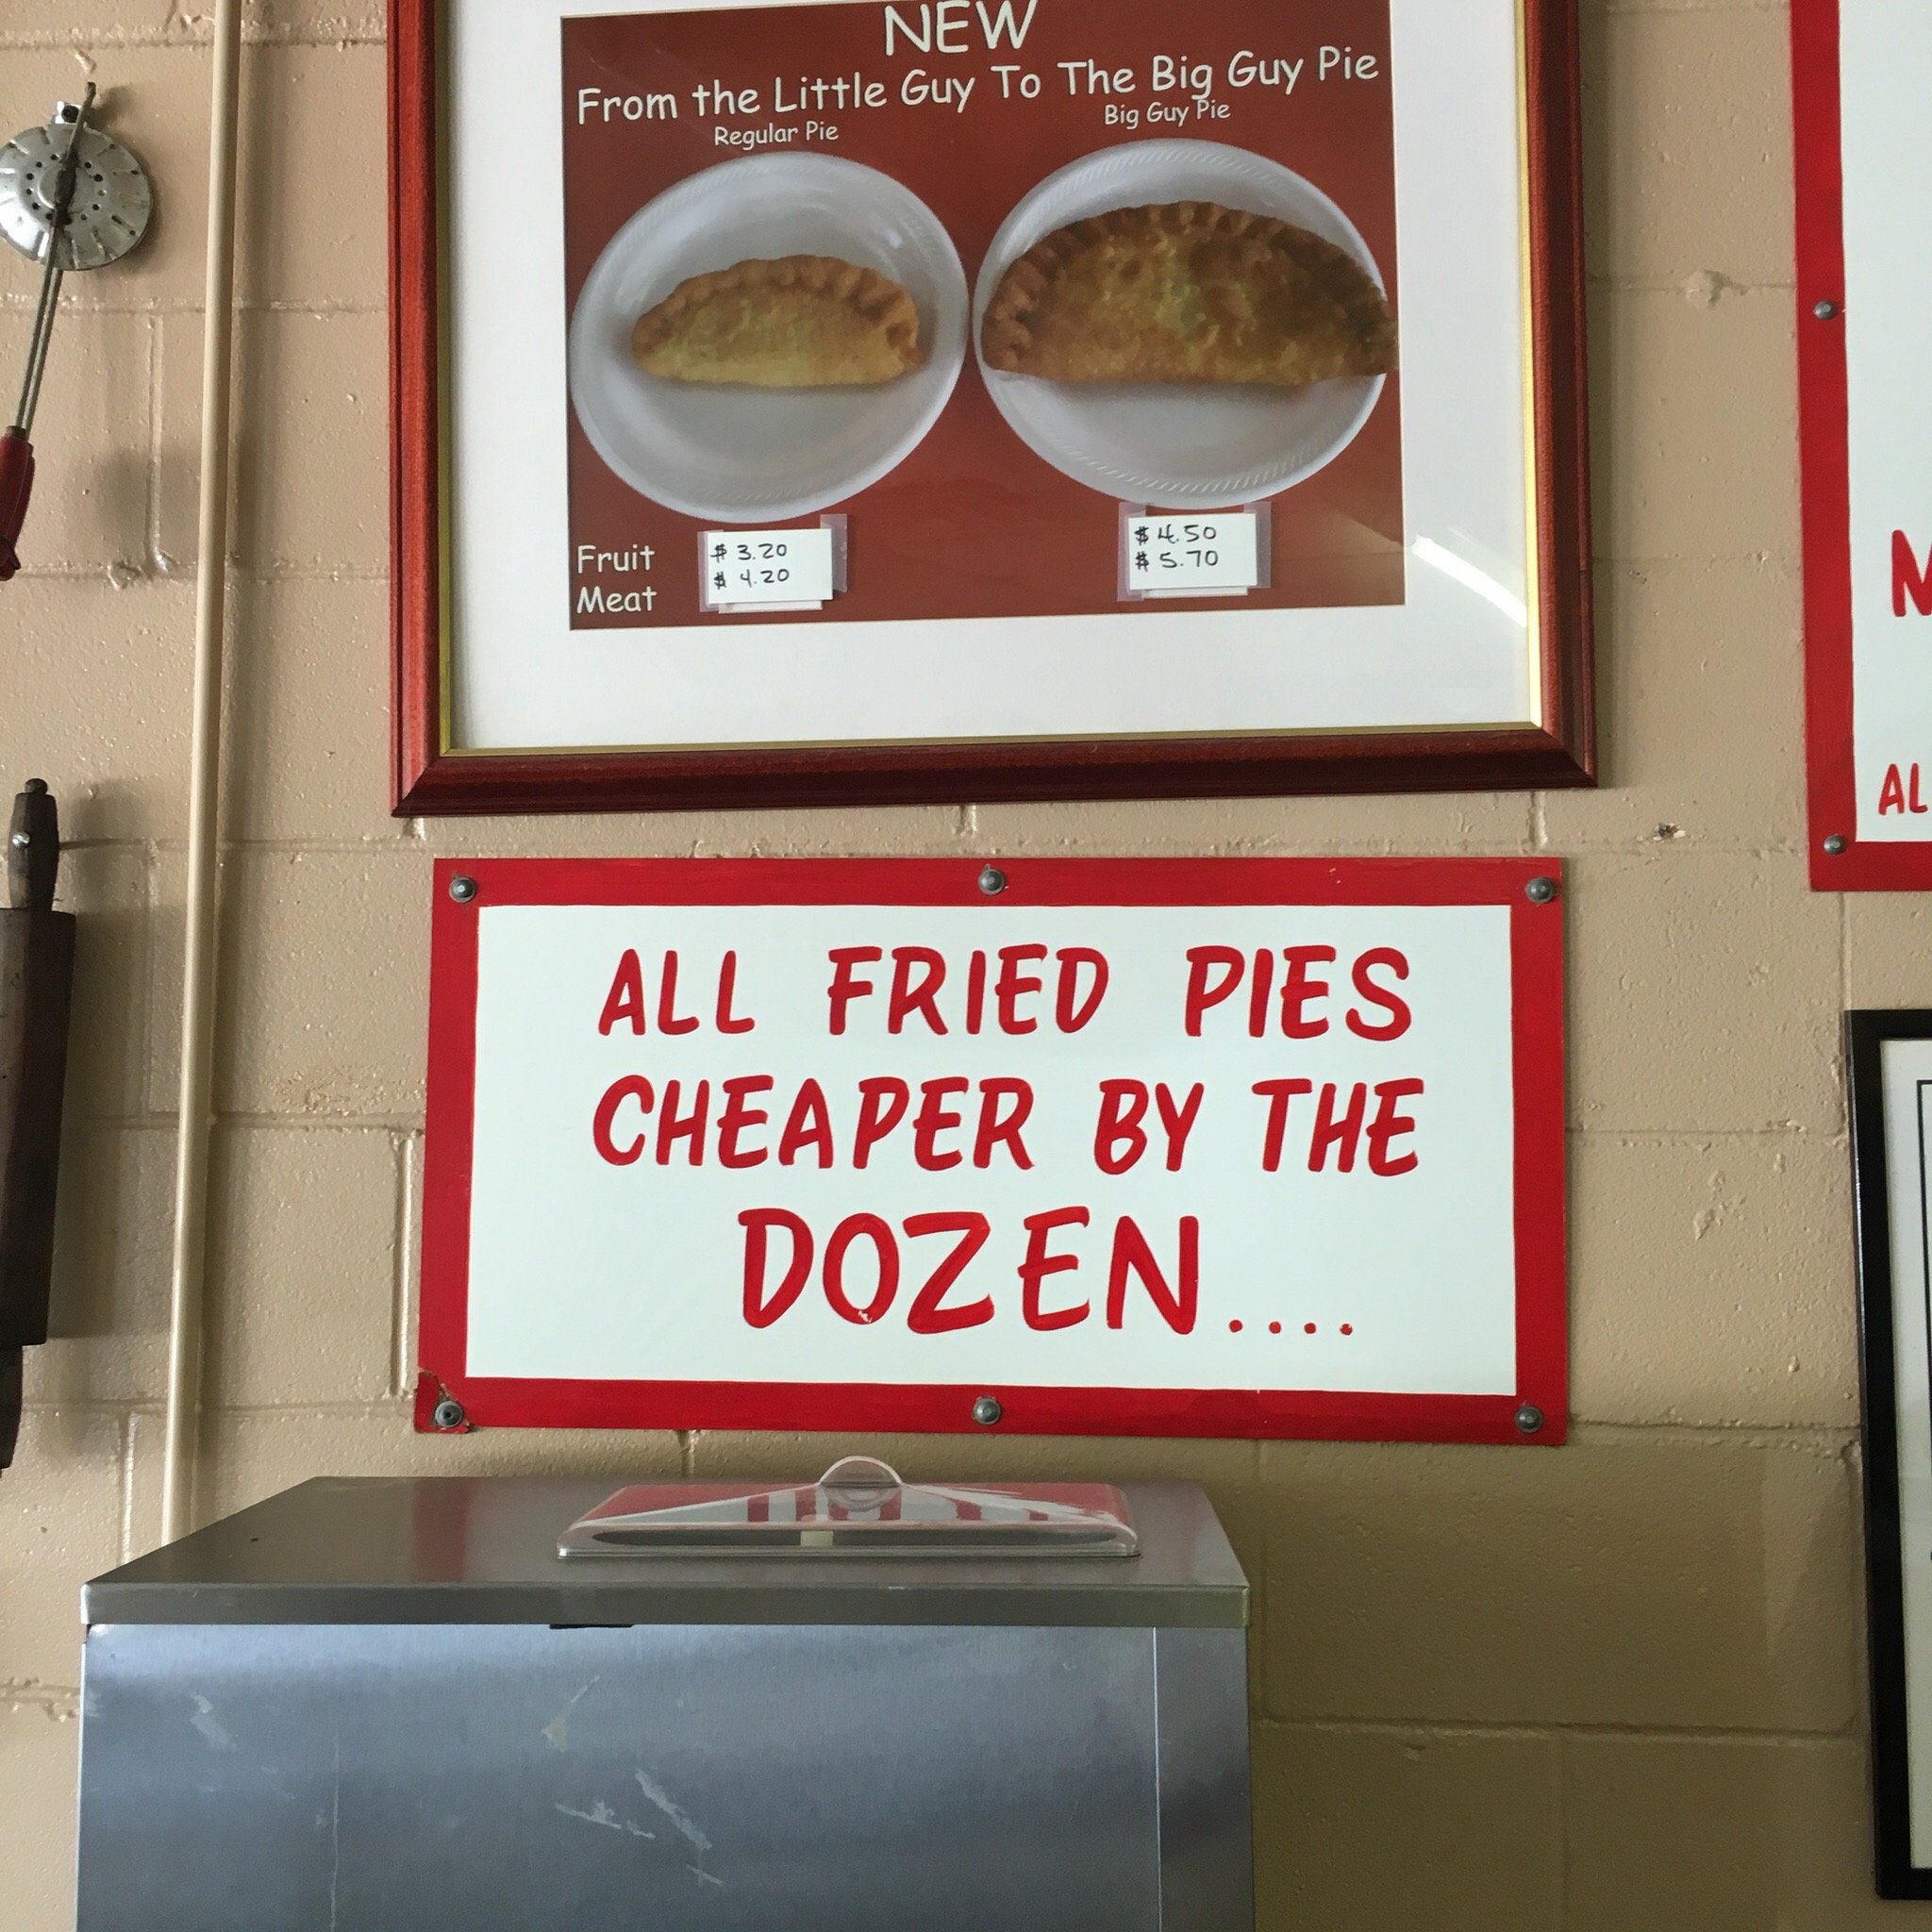 NEW
From the Little Guy To The Big Guy Pie
Regular Pie
Big Guy Pie
Fruit $ 3.20 $ 4.50
Meat $ 4.20 $ 5.70
ALL FRIED PIES
CHEAPER BY THE
DOZEN....